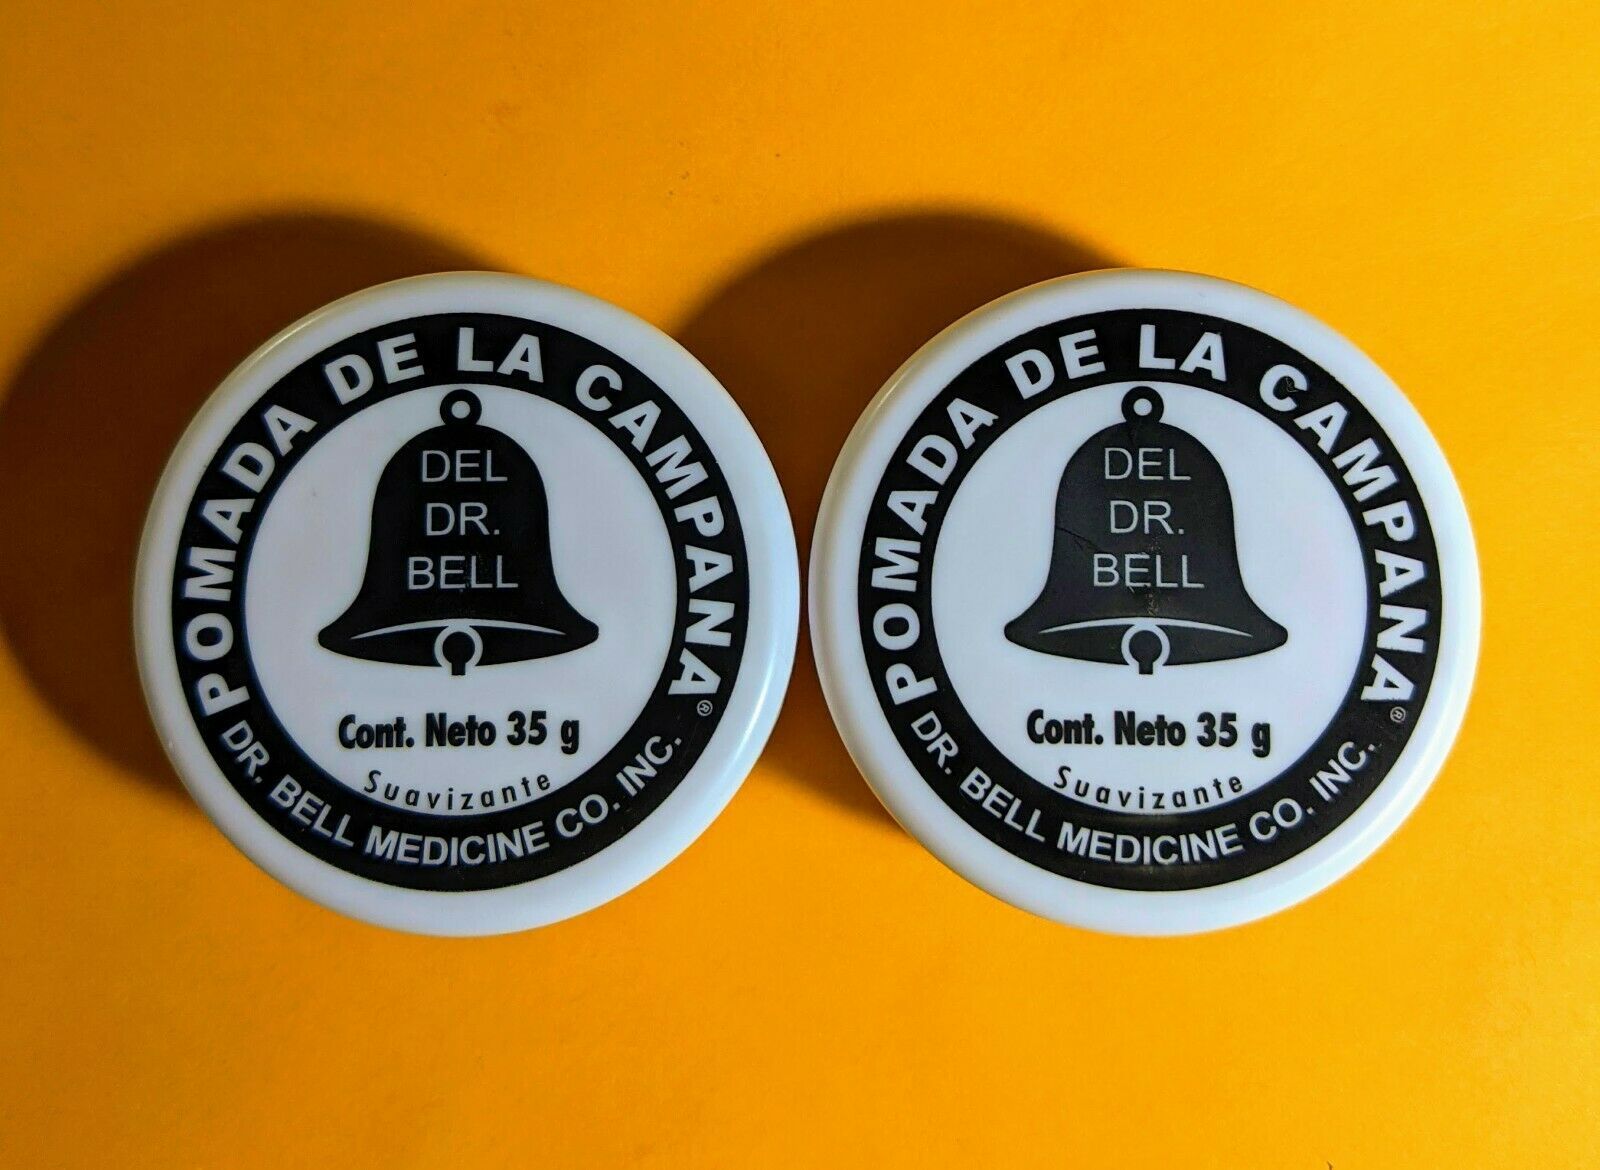 POMADA DE LA CAMPANA®
DEL
DR.
BELL
Cont. Neto 35 g
Suavizante
DR. BELL MEDICINE CO. INC.
POMADA DE LA CAMPANA®
DEL
DR.
BELL
Cont. Neto 35 g
Suavizante
DR. BELL MEDICINE CO. INC.